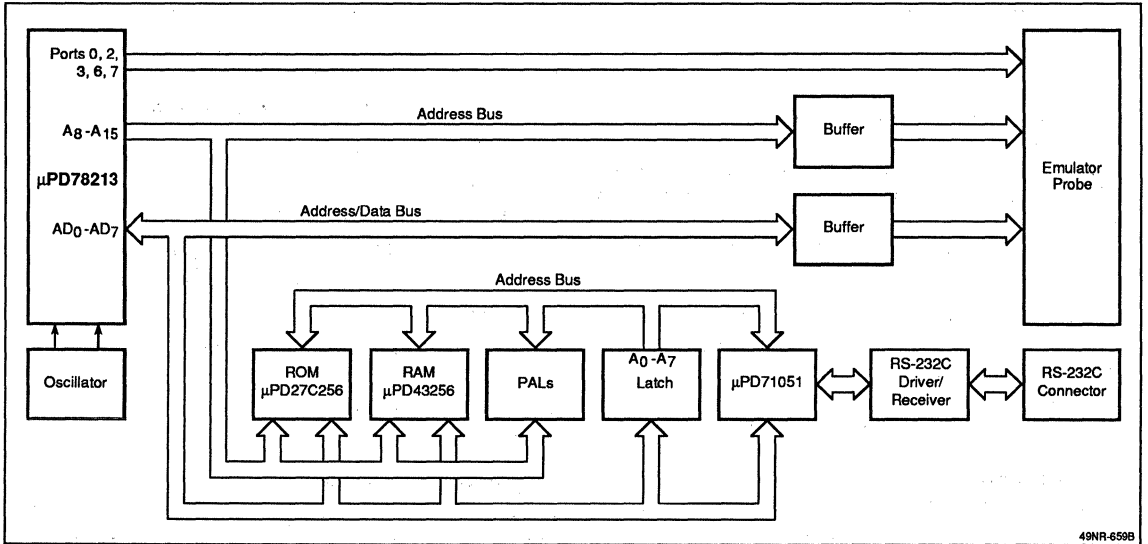 Ports 0, 2,
3, 6, 7
A8-A15
Address Bus
Buffer
Emulator
Probe
µPD78213
AD0-AD7
Address/Data Bus
Buffer
Address Bus
Oscillator
ROM
µPD27C256
RAM
µPD43256
PALs
A0-A7
Latch
µPD71051
RS-232C
Driver/
Receiver
RS-232C
Connector
49NR-659B